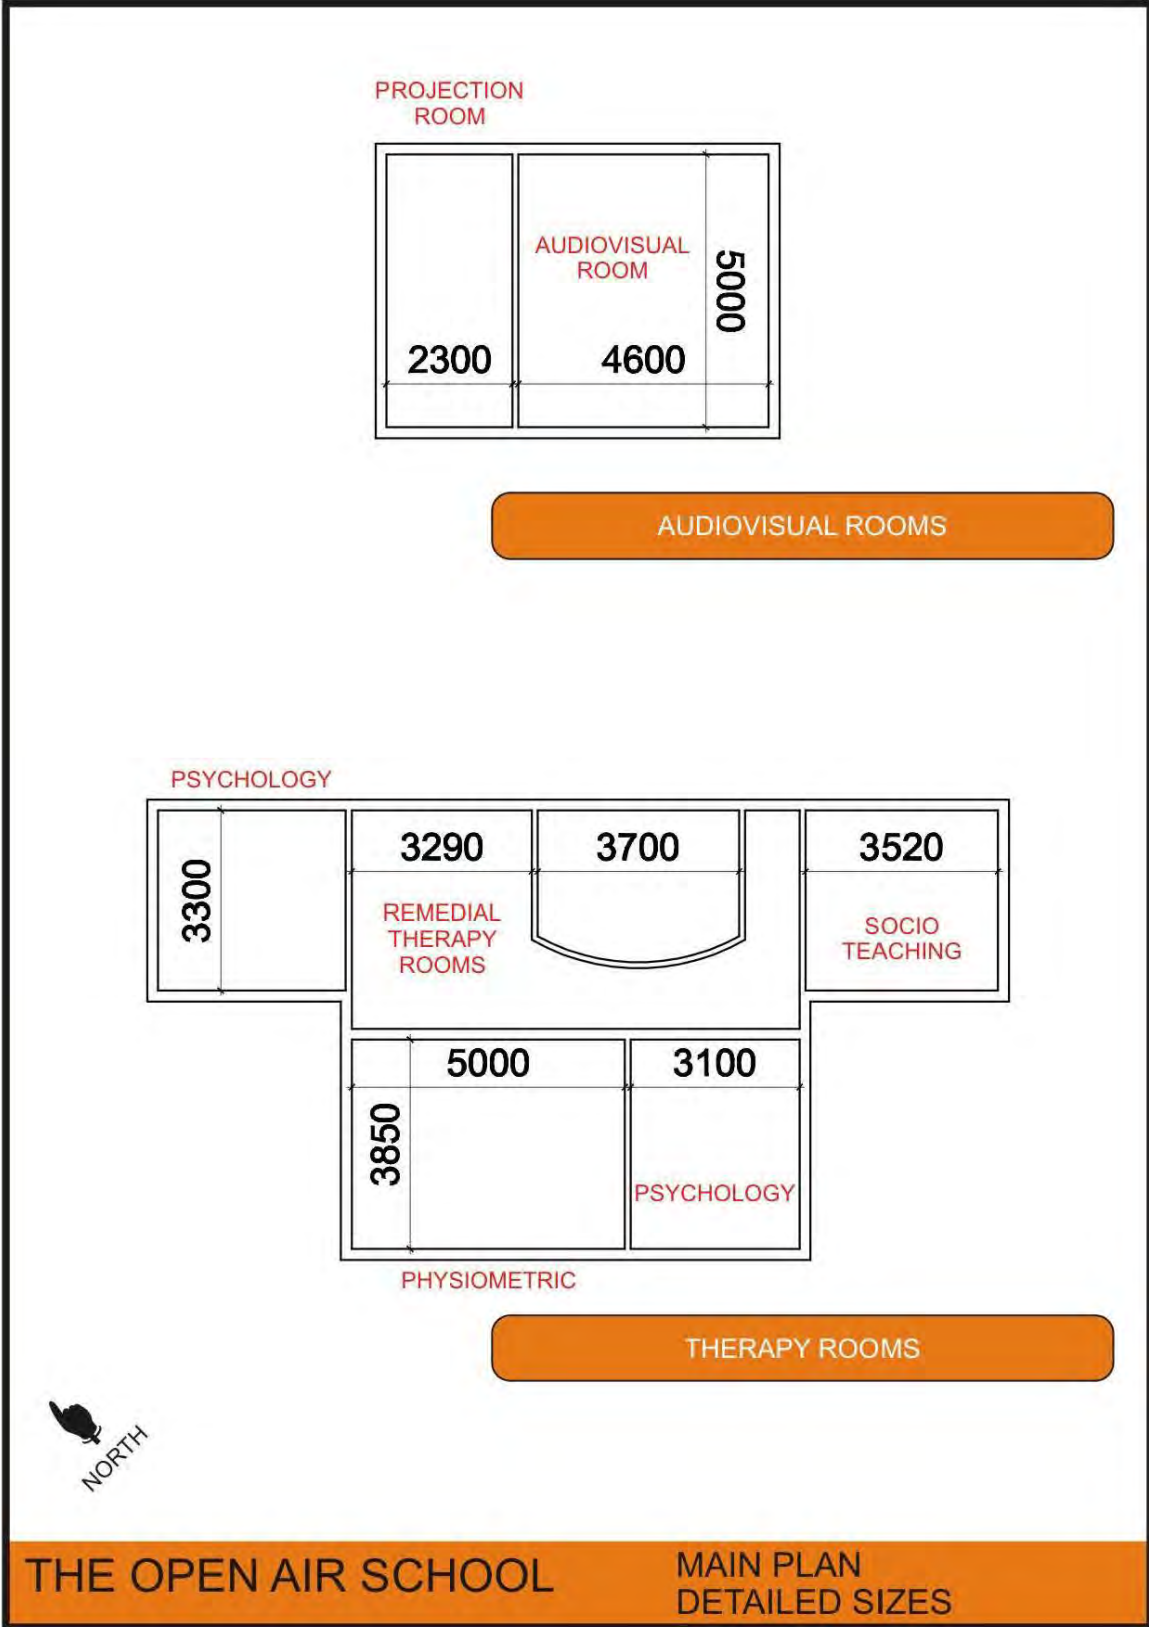 PROJECTION
ROOM
AUDIOVISUAL
ROOM
5000
2300
4600
AUDIOVISUAL ROOMS
PSYCHOLOGY
3300
3290
3700
3520
REMEDIAL
THERAPY
ROOMS
SOCIO
TEACHING
5000
3100
3850
PSYCHOLOGY
PHYSIOMETRIC
THERAPY ROOMS
NORTH
THE OPEN AIR SCHOOL
MAIN PLAN
DETAILED SIZES